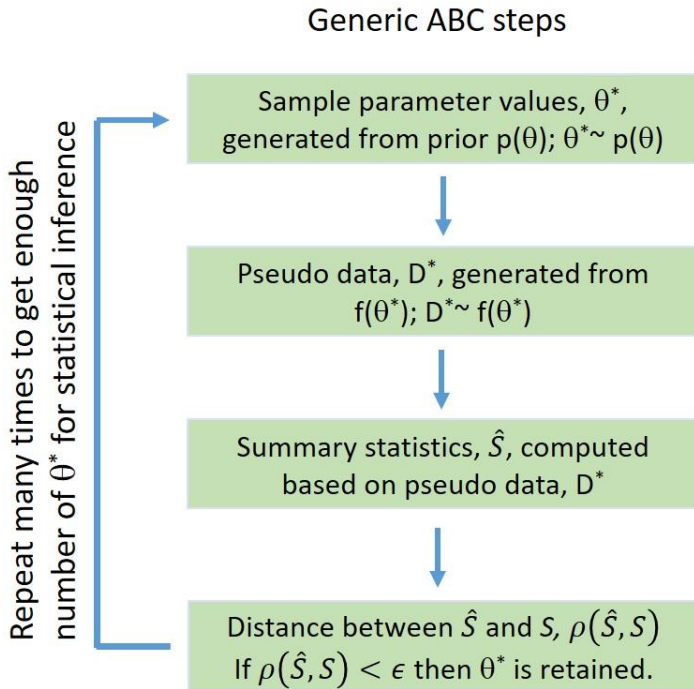 Generic ABC steps
Sample parameter values, θ*,
generated from prior p(θ); θ*~ p(θ)
Pseudo data, D*, generated from
f(θ*); D*~ f(θ*)
Summary statistics, Ŝ, computed
based on pseudo data, D*
Distance between Ŝ and S, ρ(Ŝ, S)
If ρ(Ŝ, S) < ϵ then θ* is retained.
Repeat many times to get enough
number of θ* for statistical inference